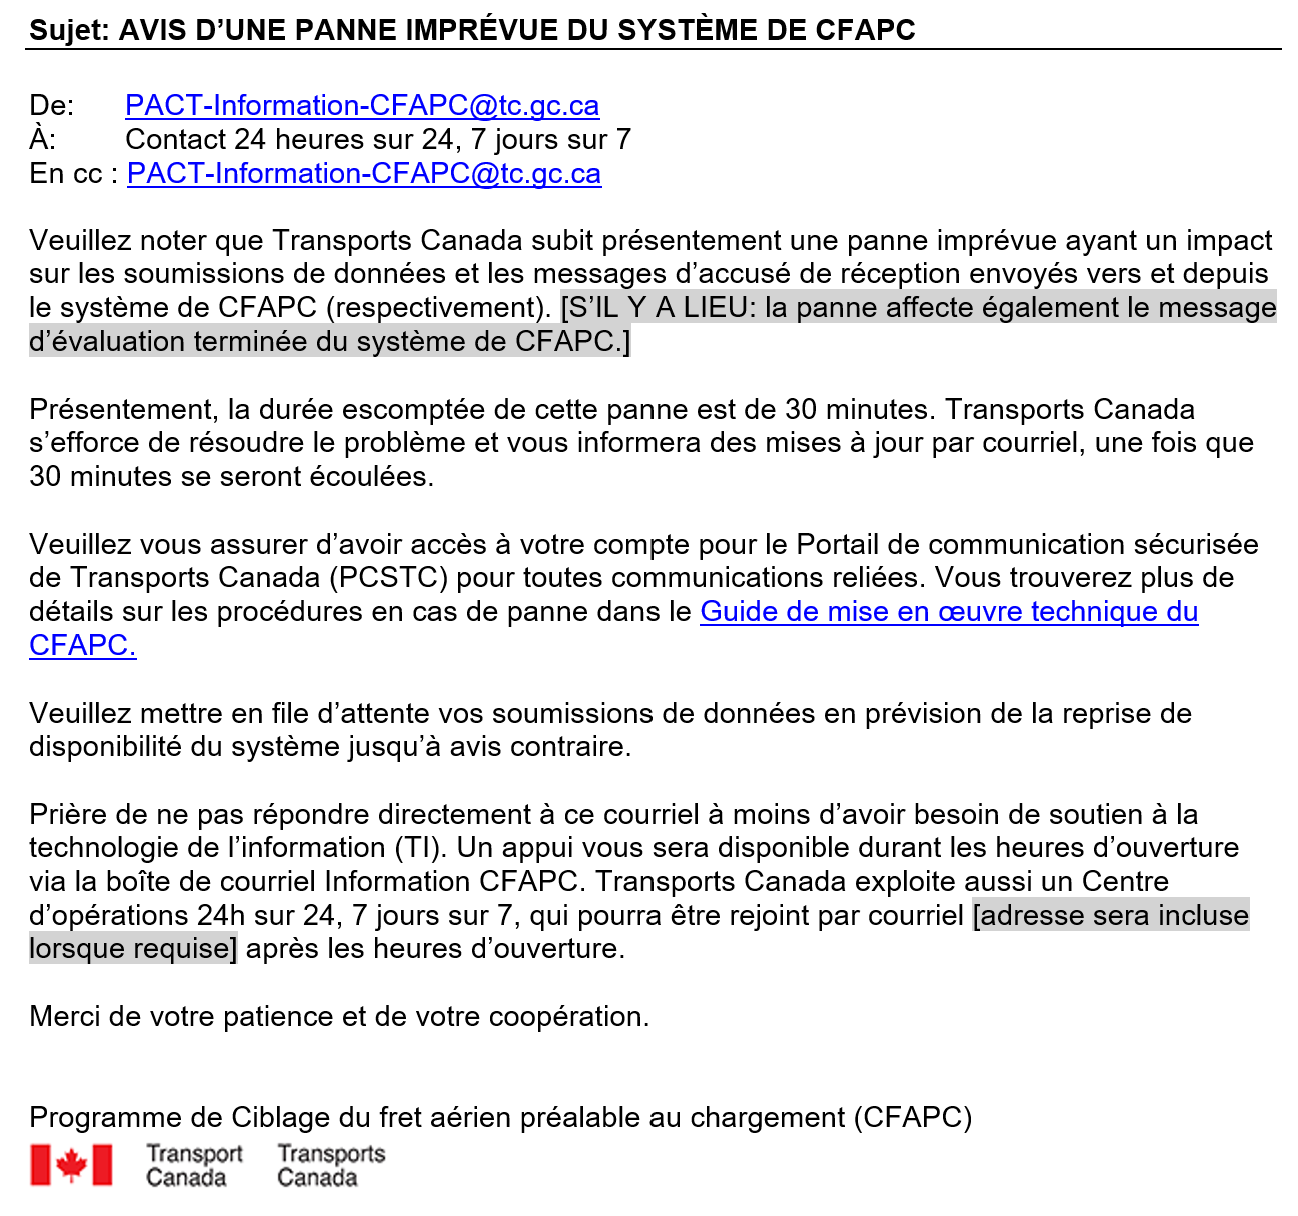 Sujet: AVIS D’UNE PANNE IMPRÉVUE DU SYSTÈME DE CFAPC
De: PACT-Information-CFAPC@tc.gc.ca
À: Contact 24 heures sur 24, 7 jours sur 7
En cc : PACT-Information-CFAPC@tc.gc.ca
Veuillez noter que Transports Canada subit présentement une panne imprévue ayant un impact
sur les soumissions de données et les messages d’accusé de réception envoyés vers et depuis
le système de CFAPC (respectivement). [S’IL Y A LIEU: la panne affecte également le message
d’évaluation terminée du système de CFAPC.]
Présentement, la durée escomptée de cette panne est de 30 minutes. Transports Canada
s’efforce de résoudre le problème et vous informera des mises à jour par courriel, une fois que
30 minutes se seront écoulées.
Veuillez vous assurer d’avoir accès à votre compte pour le Portail de communication sécurisée
de Transports Canada (PCSTC) pour toutes communications reliées. Vous trouverez plus de
détails sur les procédures en cas de panne dans le Guide de mise en œuvre technique du
CFAPC.
Veuillez mettre en file d’attente vos soumissions de données en prévision de la reprise de
disponibilité du système jusqu’à avis contraire.
Prière de ne pas répondre directement à ce courriel à moins d’avoir besoin de soutien à la
technologie de l’information (TI). Un appui vous sera disponible durant les heures d’ouverture
via la boîte de courriel Information CFAPC. Transports Canada exploite aussi un Centre
d’opérations 24h sur 24, 7 jours sur 7, qui pourra être rejoint par courriel [adresse sera incluse
lorsque requise] après les heures d’ouverture.
Merci de votre patience et de votre coopération.
Programme de Ciblage du fret aérien préalable au chargement (CFAPC)
Transport Transports
Canada Canada